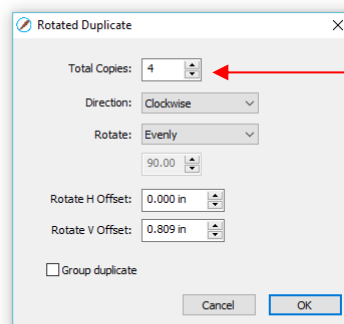 Rotated Duplicate
Total Copies: 4
Direction: Clockwise
Rotate: Evenly
90.00
Rotate H Offset: 0.000 in
Rotate V Offset: 0.809 in
Group duplicate
Cancel OK